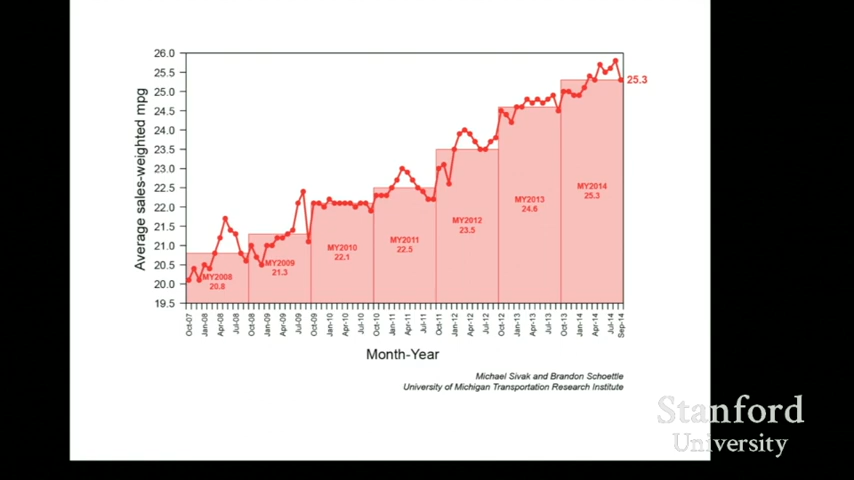 26.0
25.5
25.0
24.5
24.0
23.5
23.0
22.5
22.0
21.5
21.0
20.5
20.0
19.5
Average sales-weighted mpg
25.3
MY2008
20.8
MY2009
21.3
MY2010
22.1
MY2011
22.5
MY2012
23.5
MY2013
24.6
MY2014
25.3
Oct-07
Jan-08
Apr-08
Jul-08
Oct-08
Jan-09
Apr-09
Jul-09
Oct-09
Jan-10
Apr-10
Jul-10
Oct-10
Jan-11
Apr-11
Jul-11
Oct-11
Jan-12
Apr-12
Jul-12
Oct-12
Jan-13
Apr-13
Jul-13
Oct-13
Jan-14
Apr-14
Jul-14
Sep-14
Month-Year
Michael Sivak and Brandon Schoettle
University of Michigan Transportation Research Institute
Stanford
University